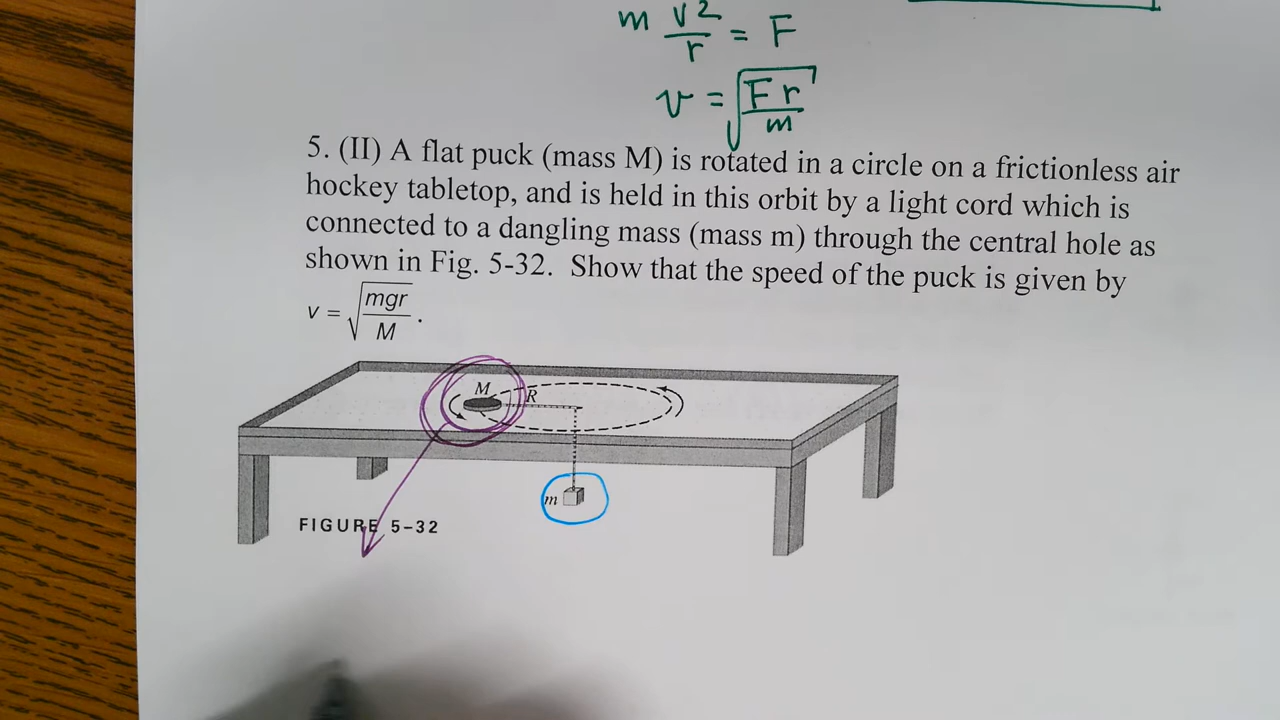 m v²/r = F
v = √(Fr/m)
5. (II) A flat puck (mass M) is rotated in a circle on a frictionless air
hockey tabletop, and is held in this orbit by a light cord which is
connected to a dangling mass (mass m) through the central hole as
shown in Fig. 5-32. Show that the speed of the puck is given by
v = √(mgr/M) .
M
R
m
FIGURE 5-32